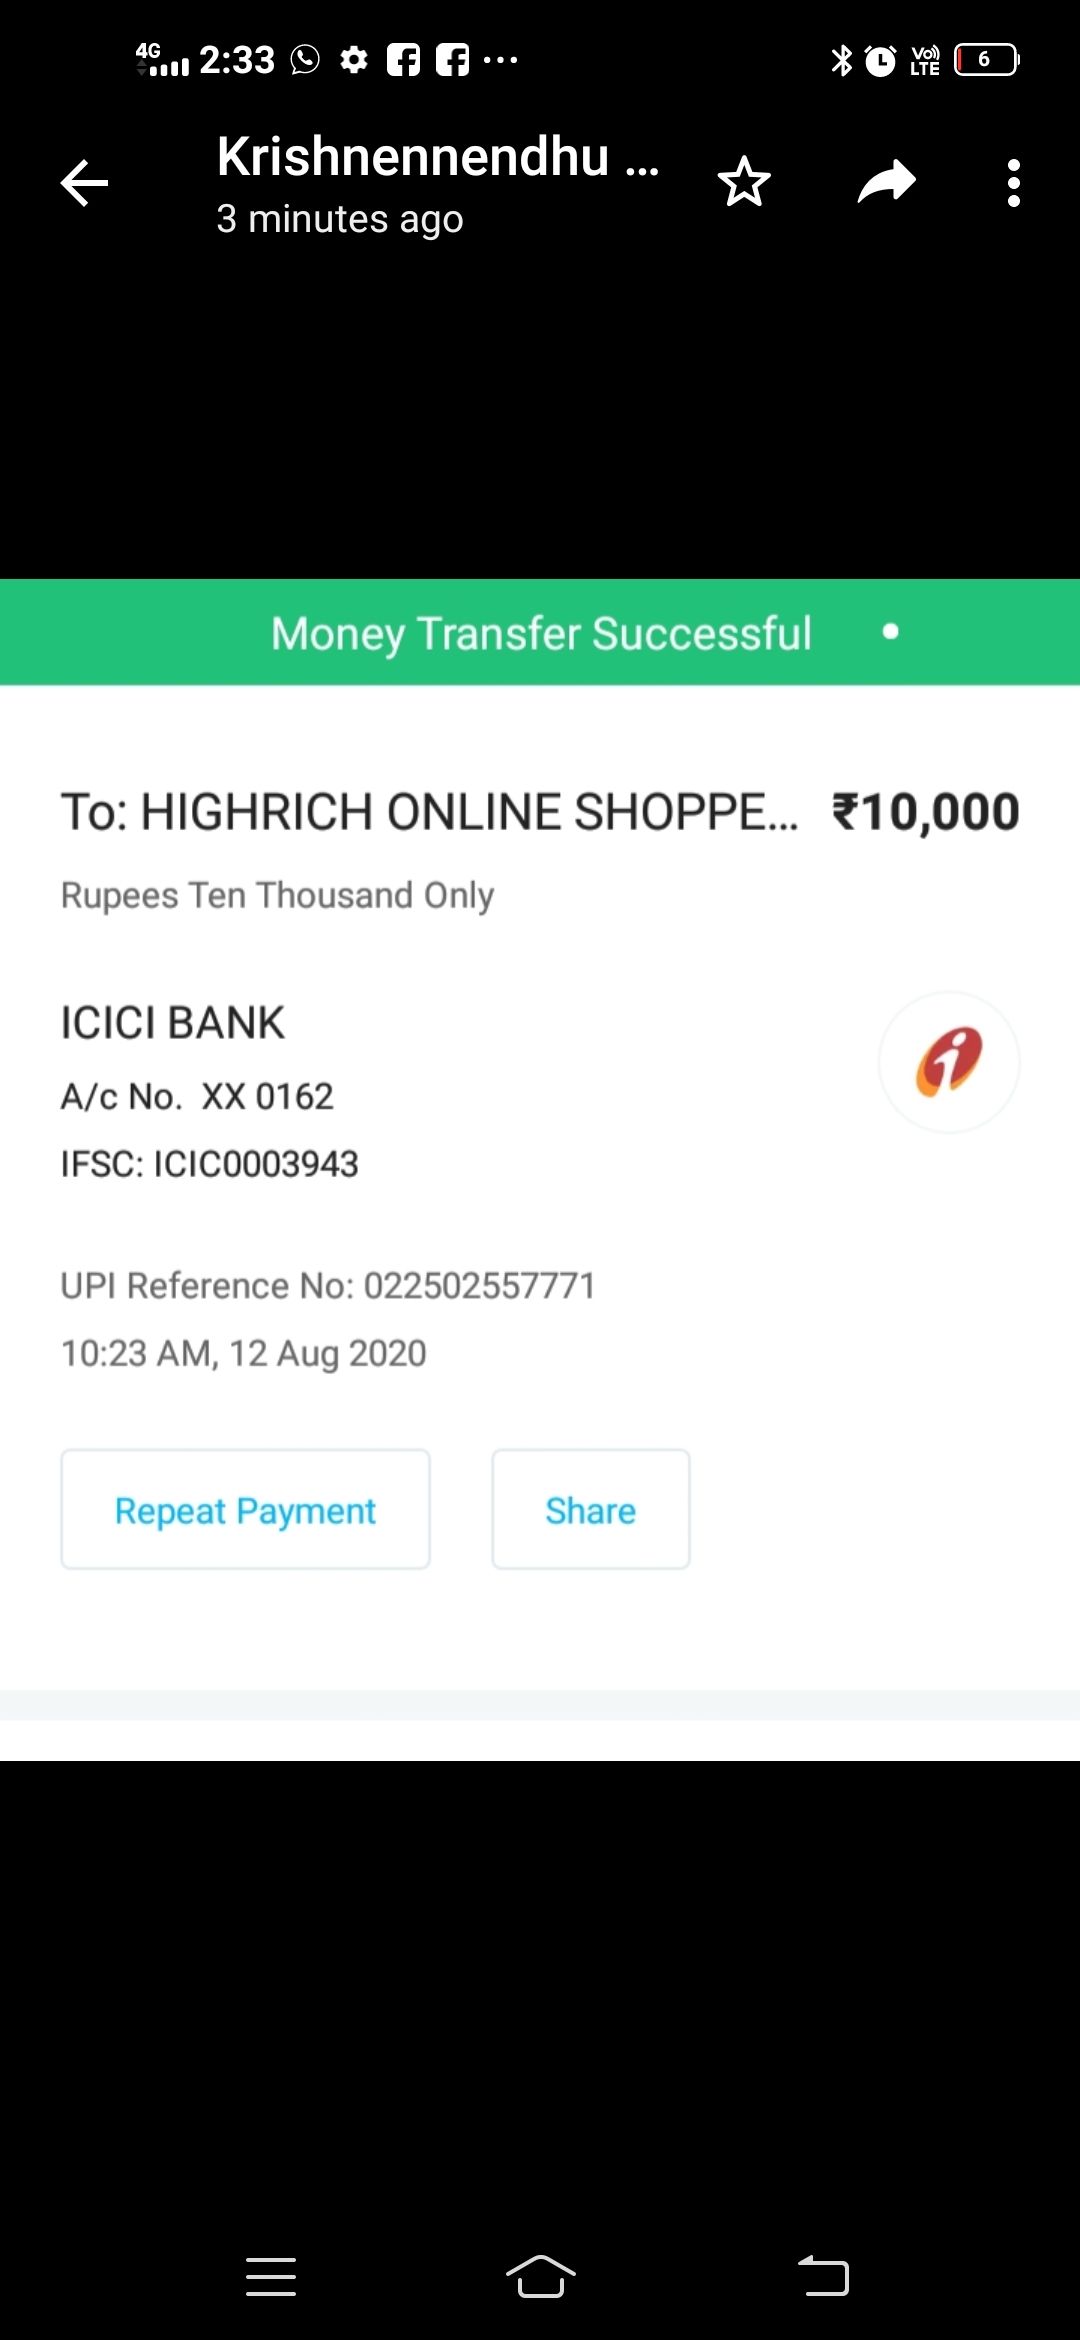 4G 2:33 Vo) LTE 6
Krishnennendhu ...
3 minutes ago
Money Transfer Successful
To: HIGHRICH ONLINE SHOPPE... ₹10,000
Rupees Ten Thousand Only
ICICI BANK
A/c No. XX 0162
IFSC: ICIC0003943
UPI Reference No: 022502557771
10:23 AM, 12 Aug 2020
Repeat Payment Share